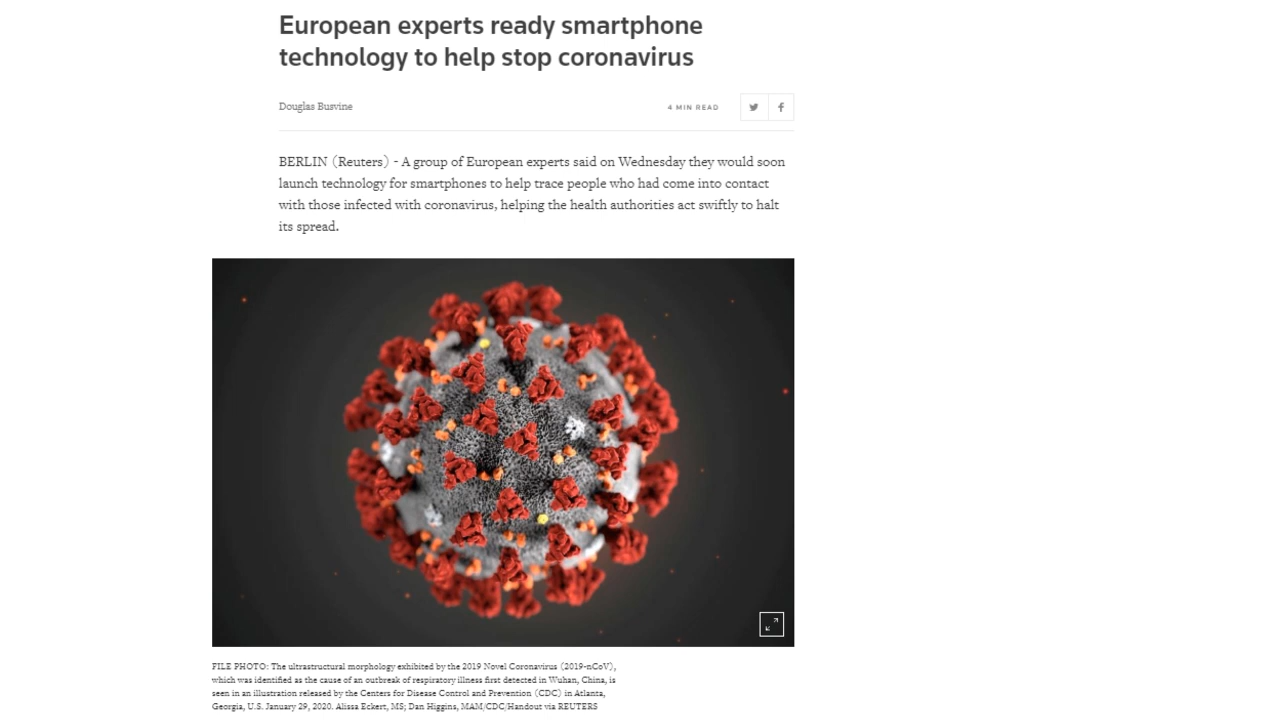 European experts ready smartphone
technology to help stop coronavirus
Douglas Busvine
4 MIN READ
BERLIN (Reuters) - A group of European experts said on Wednesday they would soon
launch technology for smartphones to help trace people who had come into contact
with those infected with coronavirus, helping the health authorities act swiftly to halt
its spread.
FILE PHOTO: The ultrastructural morphology exhibited by the 2019 Novel Coronavirus (2019-nCoV),
which was identified as the cause of an outbreak of respiratory illness first detected in Wuhan, China, is
seen in an illustration released by the Centers for Disease Control and Prevention (CDC) in Atlanta,
Georgia, U.S. January 29, 2020. Alissa Eckert, MS; Dan Higgins, MAM/CDC/Handout via REUTERS